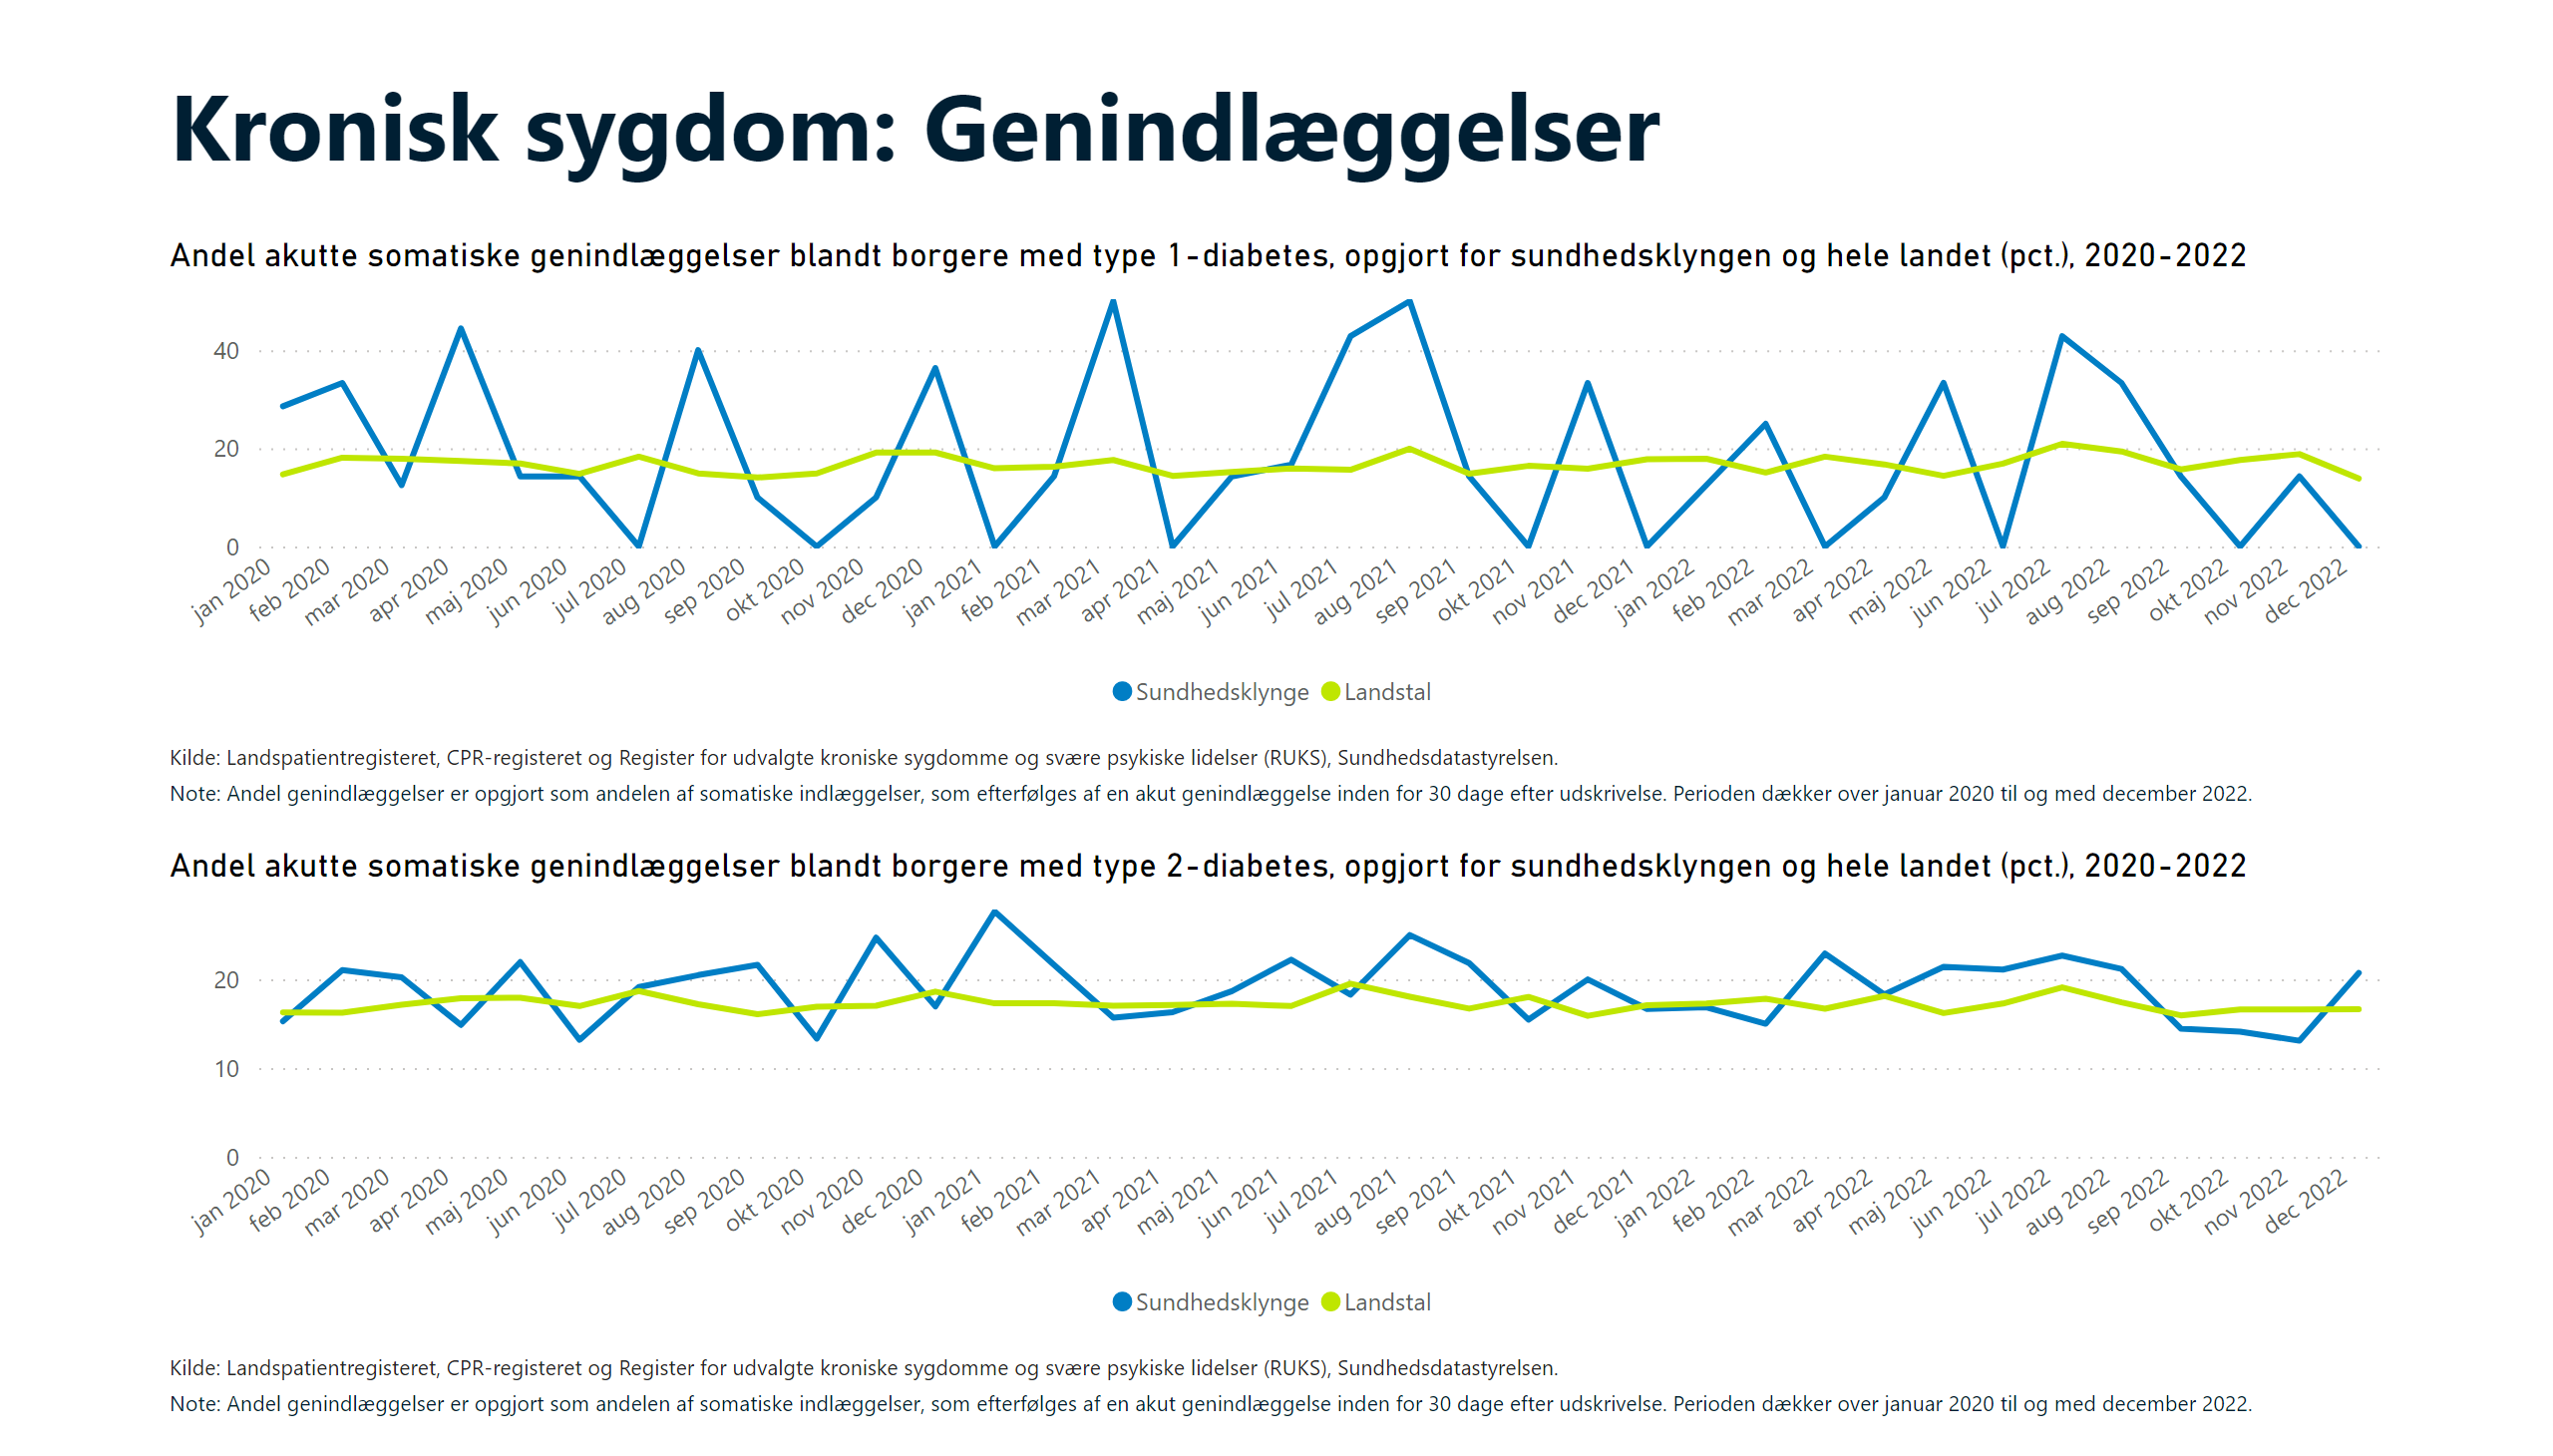 Kronisk sygdom: Genindlæggelser
Andel akutte somatiske genindlæggelser blandt borgere med type 1-diabetes, opgjort for sundhedsklyngen og hele landet (pct.), 2020-2022
40
20
0
jan 2020 feb 2020 mar 2020 apr 2020 maj 2020 jun 2020 jul 2020 aug 2020 sep 2020 okt 2020 nov 2020 dec 2020 jan 2021 feb 2021 mar 2021 apr 2021 maj 2021 jun 2021 jul 2021 aug 2021 sep 2021 okt 2021 nov 2021 dec 2021 jan 2022 feb 2022 mar 2022 apr 2022 maj 2022 jun 2022 jul 2022 aug 2022 sep 2022 okt 2022 nov 2022 dec 2022
Sundhedsklynge Landstal
Kilde: Landspatientregisteret, CPR-registeret og Register for udvalgte kroniske sygdomme og svære psykiske lidelser (RUKS), Sundhedsdatastyrelsen.
Note: Andel genindlæggelser er opgjort som andelen af somatiske indlæggelser, som efterfølges af en akut genindlæggelse inden for 30 dage efter udskrivelse. Perioden dækker over januar 2020 til og med december 2022.
Andel akutte somatiske genindlæggelser blandt borgere med type 2-diabetes, opgjort for sundhedsklyngen og hele landet (pct.), 2020-2022
20
10
0
jan 2020 feb 2020 mar 2020 apr 2020 maj 2020 jun 2020 jul 2020 aug 2020 sep 2020 okt 2020 nov 2020 dec 2020 jan 2021 feb 2021 mar 2021 apr 2021 maj 2021 jun 2021 jul 2021 aug 2021 sep 2021 okt 2021 nov 2021 dec 2021 jan 2022 feb 2022 mar 2022 apr 2022 maj 2022 jun 2022 jul 2022 aug 2022 sep 2022 okt 2022 nov 2022 dec 2022
Sundhedsklynge Landstal
Kilde: Landspatientregisteret, CPR-registeret og Register for udvalgte kroniske sygdomme og svære psykiske lidelser (RUKS), Sundhedsdatastyrelsen.
Note: Andel genindlæggelser er opgjort som andelen af somatiske indlæggelser, som efterfølges af en akut genindlæggelse inden for 30 dage efter udskrivelse. Perioden dækker over januar 2020 til og med december 2022.